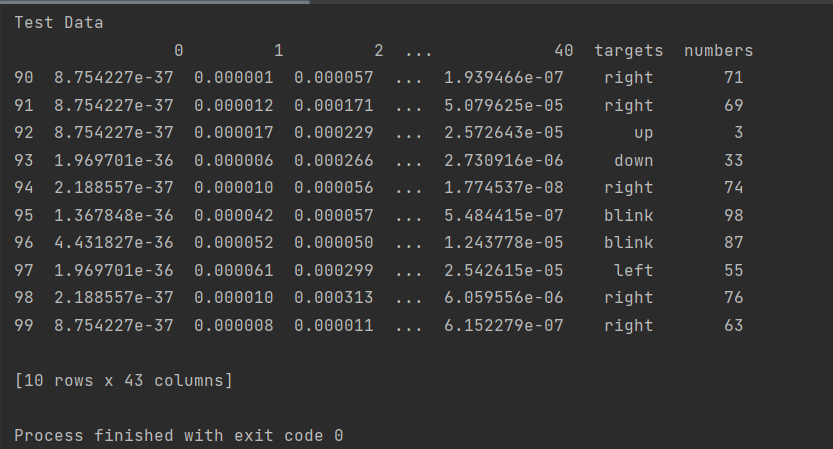 Test Data
0 1 2 ... 40 targets numbers
90 8.754227e-37 0.000001 0.000057 ... 1.939466e-07 right 71
91 8.754227e-37 0.000012 0.000171 ... 5.079625e-05 right 69
92 8.754227e-37 0.000017 0.000229 ... 2.572643e-05 up 3
93 1.969701e-36 0.000006 0.000266 ... 2.730916e-06 down 33
94 2.188557e-37 0.000010 0.000056 ... 1.774537e-08 right 74
95 1.367848e-36 0.000042 0.000057 ... 5.484415e-07 blink 98
96 4.431827e-36 0.000052 0.000050 ... 1.243778e-05 blink 87
97 1.969701e-36 0.000061 0.000299 ... 2.542615e-05 left 55
98 2.188557e-37 0.000010 0.000313 ... 6.059556e-06 right 76
99 8.754227e-37 0.000008 0.000011 ... 6.152279e-07 right 63
[10 rows x 43 columns]
Process finished with exit code 0